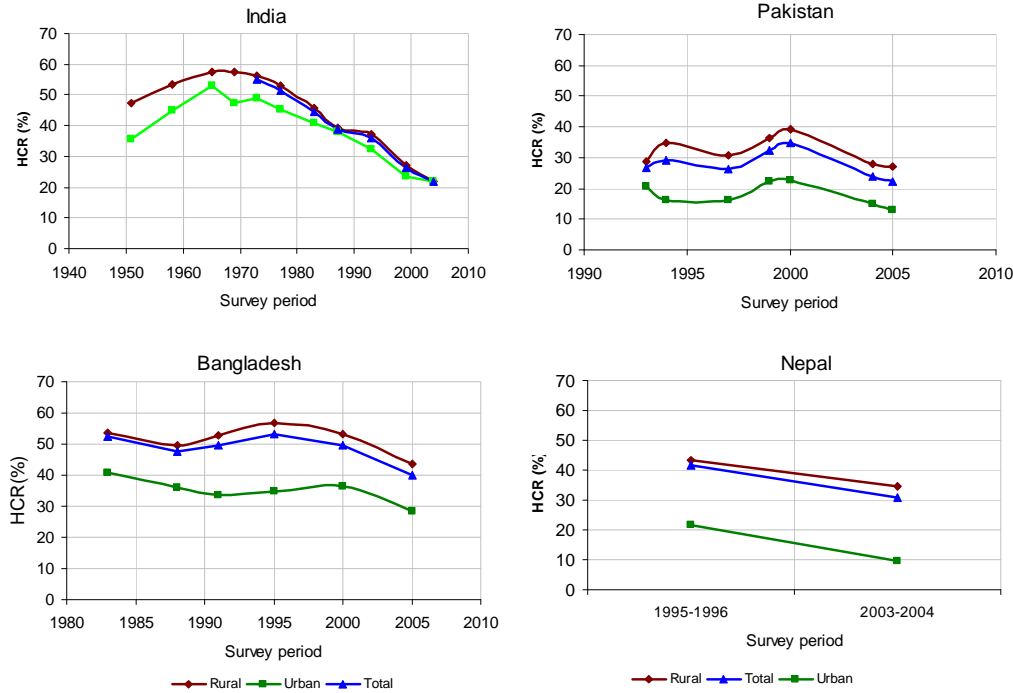 India
HCR (%)
70
60
50
40
30
20
10
0
1940 1950 1960 1970 1980 1990 2000 2010
Survey period
Pakistan
HCR (%)
70
60
50
40
30
20
10
0
1990 1995 2000 2005 2010
Survey period
Bangladesh
HCR(%)
70
60
50
40
30
20
10
0
1980 1985 1990 1995 2000 2005 2010
Survey period
Rural Urban Total
Nepal
HCR (%)
70
60
50
40
30
20
10
0
1995-1996 2003-2004
Survey period
Rural Total Urban